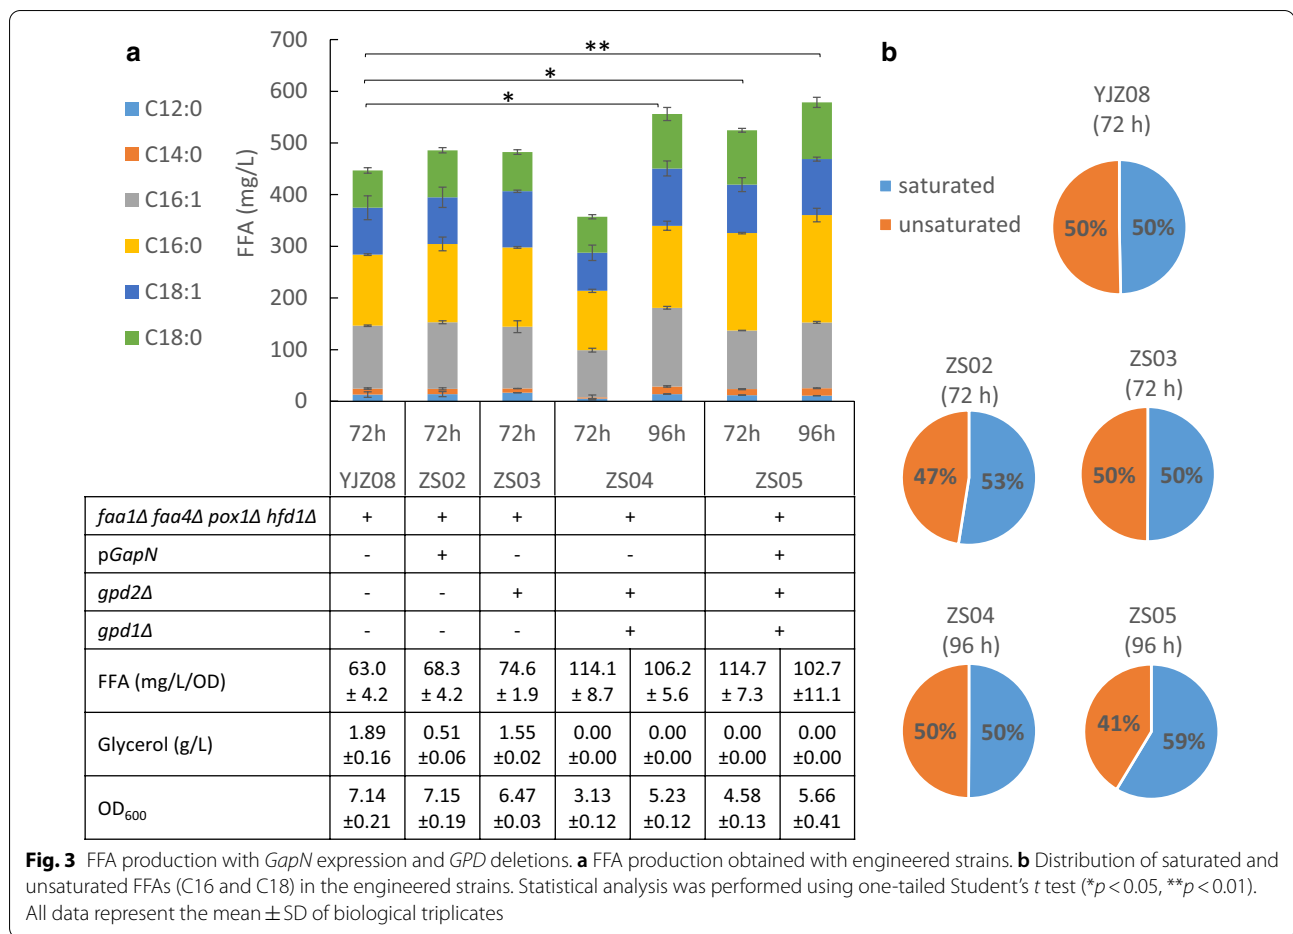 a
700
600
500
400
300
200
100
0
FFA (mg/L)
C12:0
C14:0
C16:1
C16:0
C18:1
C18:0
**
*
*
72h 72h 72h 72h 96h 72h 96h
YJZ08 ZS02 ZS03 ZS04 ZS05
faa1Δ faa4Δ pox1Δ hfd1Δ + + + + +
pGapN - + - - +
gpd2Δ - - + + +
gpd1Δ - - - + +
FFA (mg/L/OD) 63.0 68.3 74.6 114.1 106.2 114.7 102.7
± 4.2 ± 4.2 ± 1.9 ± 8.7 ± 5.6 ± 7.3 ±11.1
Glycerol (g/L) 1.89 0.51 1.55 0.00 0.00 0.00 0.00
±0.16 ±0.06 ±0.02 ±0.00 ±0.00 ±0.00 ±0.00
OD600 7.14 7.15 6.47 3.13 5.23 4.58 5.66
±0.21 ±0.19 ±0.03 ±0.12 ±0.12 ±0.13 ±0.41
b
YJZ08
(72 h)
saturated
unsaturated
50% 50%
ZS02
(72 h)
47% 53%
ZS03
(72 h)
50% 50%
ZS04
(96 h)
50% 50%
ZS05
(96 h)
41% 59%
Fig. 3 FFA production with GapN expression and GPD deletions. a FFA production obtained with engineered strains. b Distribution of saturated and
unsaturated FFAs (C16 and C18) in the engineered strains. Statistical analysis was performed using one-tailed Student's t test (*p < 0.05, **p < 0.01).
All data represent the mean ± SD of biological triplicates